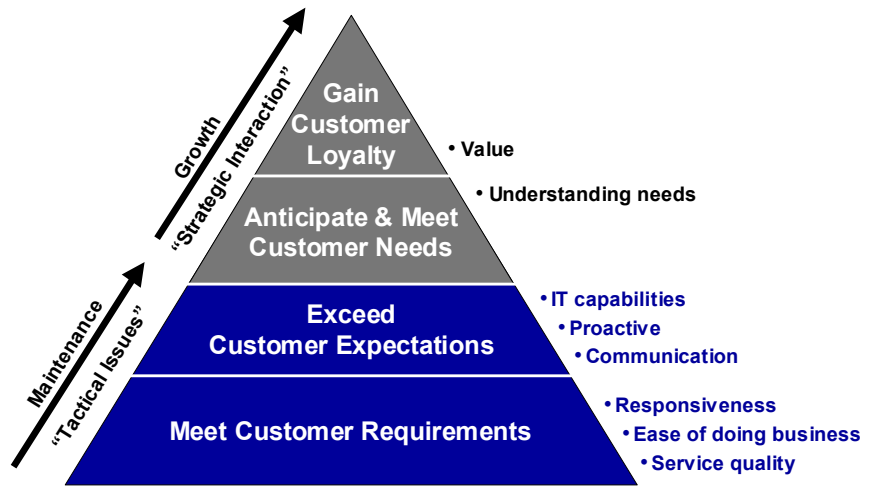 Gain
Customer
Loyalty
• Value
Anticipate & Meet
Customer Needs
• Understanding needs
Exceed
Customer Expectations
• IT capabilities
• Proactive
• Communication
Meet Customer Requirements
• Responsiveness
• Ease of doing business
• Service quality
Growth
“Strategic Interaction”
Maintenance
“Tactical Issues”